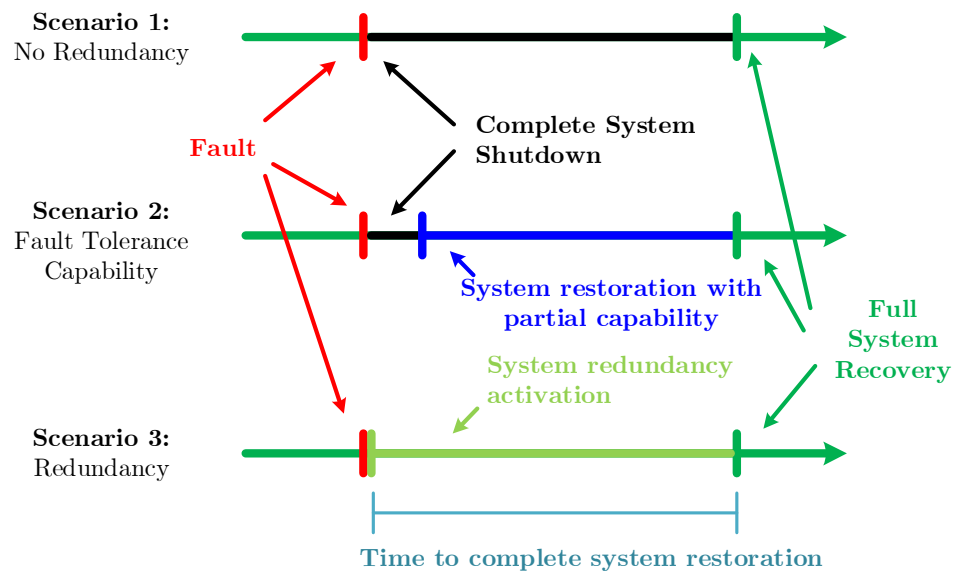 Scenario 1:
No Redundancy
Complete System
Shutdown
Fault
Scenario 2:
Fault Tolerance
Capability
System restoration with
partial capability
Full
System
Recovery
System redundancy
activation
Scenario 3:
Redundancy
Time to complete system restoration